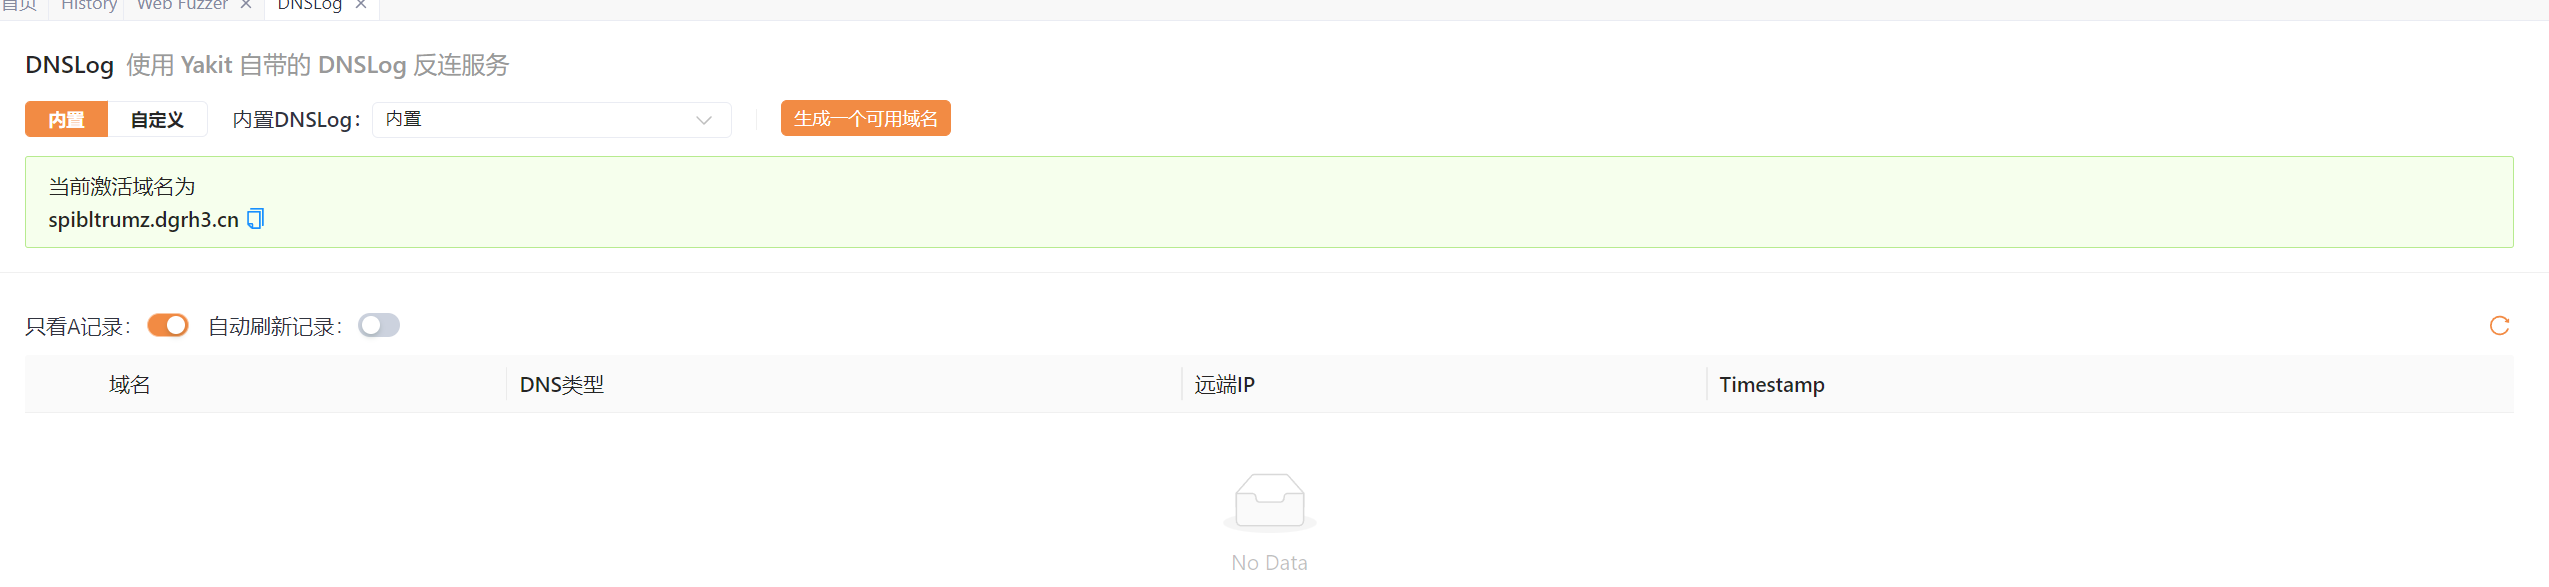 首页 History Web Fuzzer × DNSLog ×
DNSLog 使用 Yakit 自带的 DNSLog 反连服务
内置 自定义 内置DNSLog： 内置 生成一个可用域名
当前激活域名为
spibltrumz.dgrh3.cn
只看A记录： 自动刷新记录：
域名 DNS类型 远端IP Timestamp
No Data